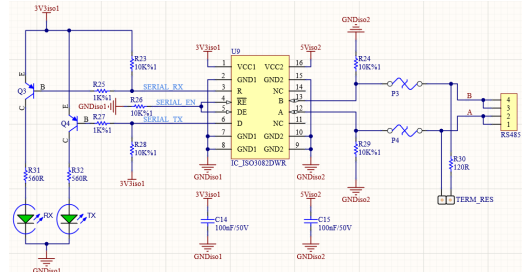 3V3iso1
GNDiso2
U9
3V3iso1
5Viso2
R23
10K%1
R24
10K%1
E
Q3
B
C
R25
1K%1
SERIAL_RX
1 VCC1 VCC2 16
2 GND1 GND2 15
3 R NC 14
4 RE B 13
5 DE A 12
6 D NC 11
7 GND1 GND2 10
8 GND1 GND2 9
IC_ISO3082DWR
GNDiso1
R26
10K%1
SERIAL_EN
E
Q4
B
C
R27
1K%1
SERIAL_TX
R28
10K%1
3V3iso1
P3
P4
B
A
4
3
2
1
RS485
R29
10K%1
GNDiso2
R30
120R
TERM_RES
R31
560R
R32
560R
RX
TX
GNDiso1
GNDiso1
GNDiso2
3V3iso1
C14
100nF/50V
GNDiso1
5Viso2
C15
100nF/50V
GNDiso2